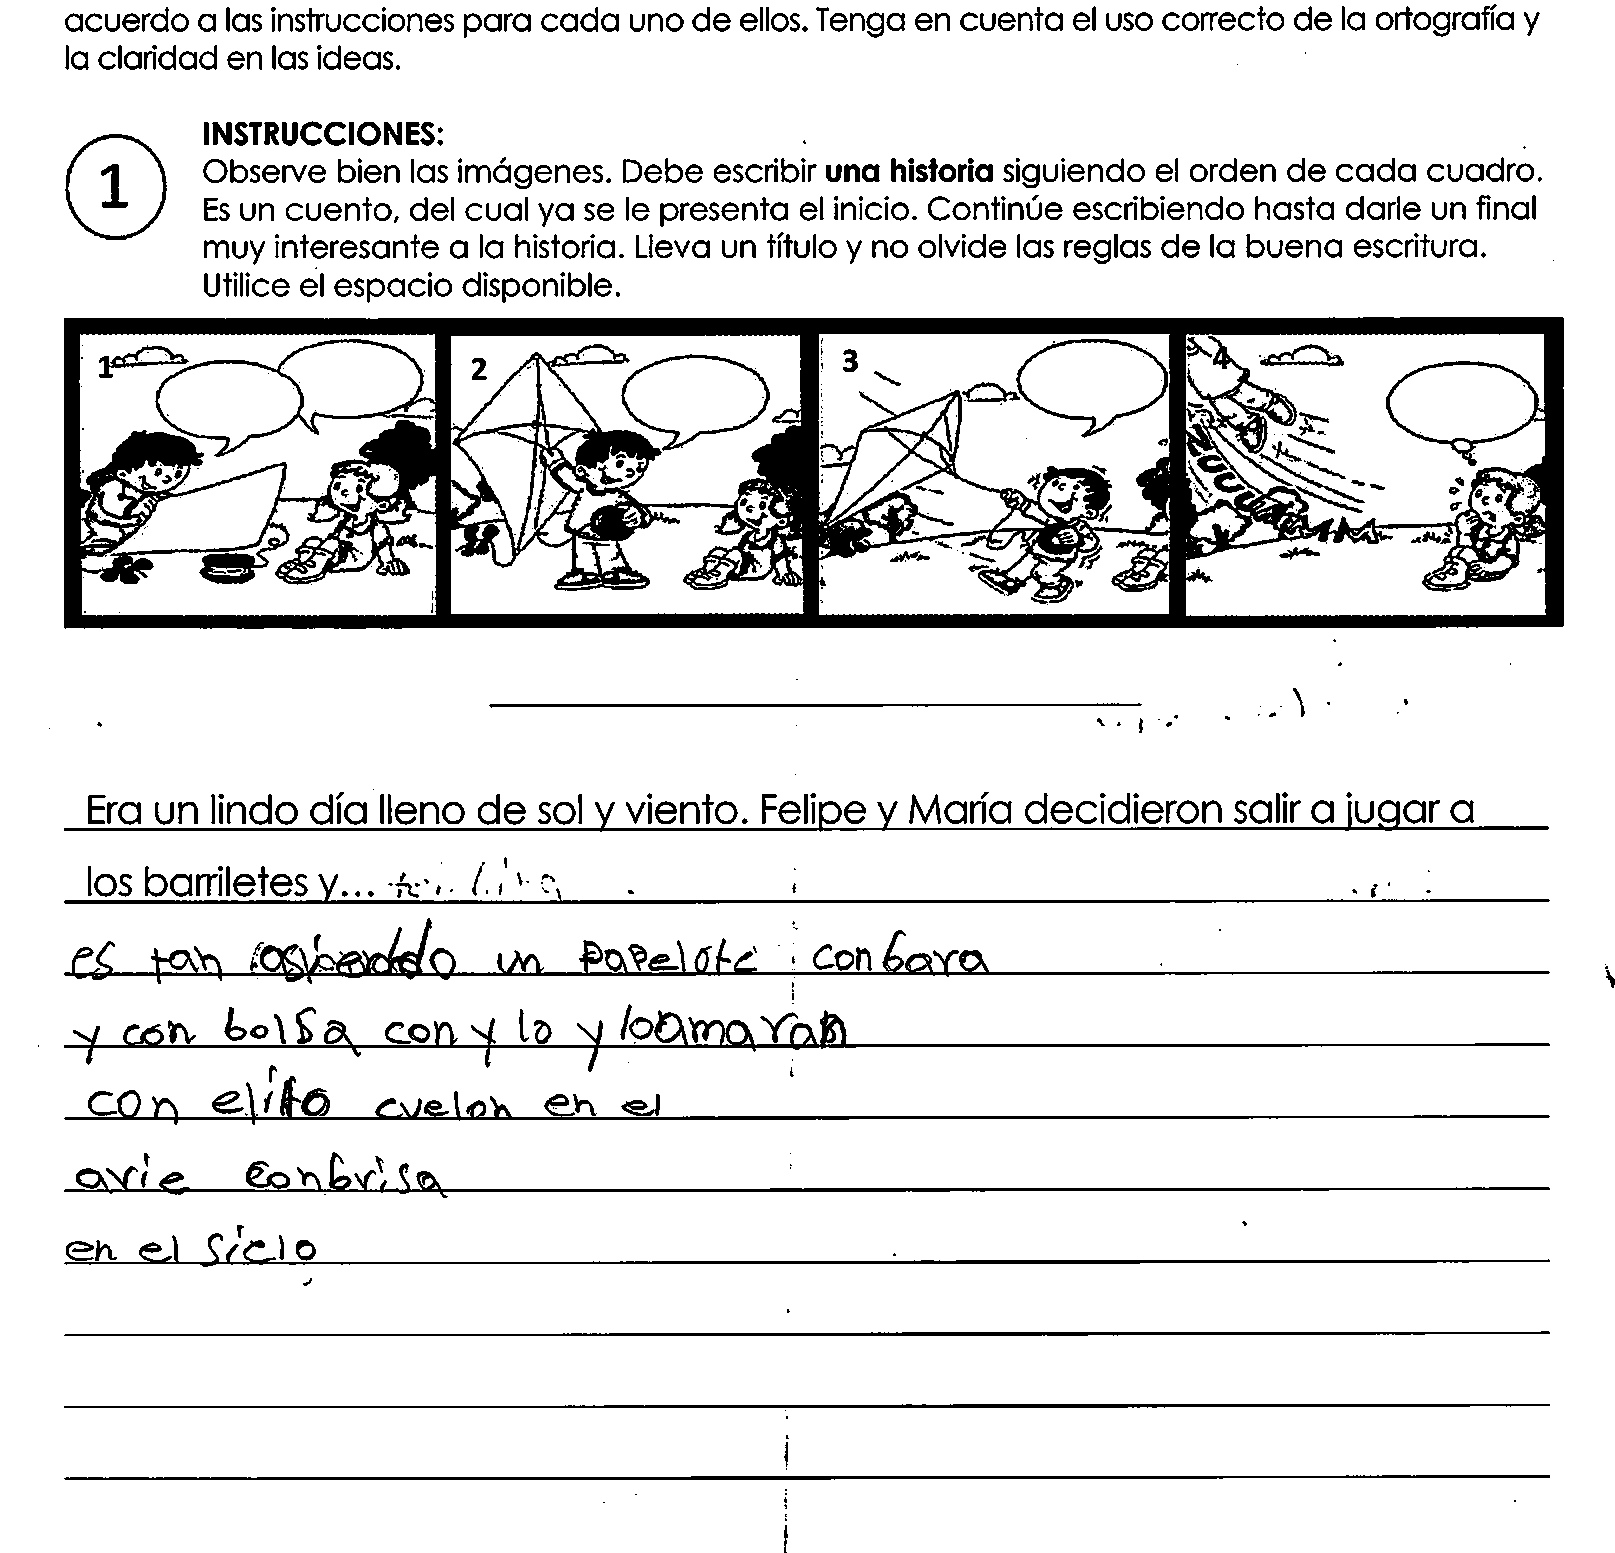 acuerdo a las instrucciones para cada uno de ellos. Tenga en cuenta el uso correcto de la ortografía y
la claridad en las ideas.
1
INSTRUCCIONES:
Observe bien las imágenes. Debe escribir una historia siguiendo el orden de cada cuadro.
Es un cuento, del cual ya se le presenta el inicio. Continúe escribiendo hasta darle un final
muy interesante a la historia. Lleva un título y no olvide las reglas de la buena escritura.
Utilice el espacio disponible.
1 2 3 4
Era un lindo día lleno de sol y viento. Felipe y María decidieron salir a jugar a
los barriletes y...
es tan un papelote con bara
y con bolsa con y lo y loamaran
con elilo cuelan en el
arie conbrisa
en el siclo